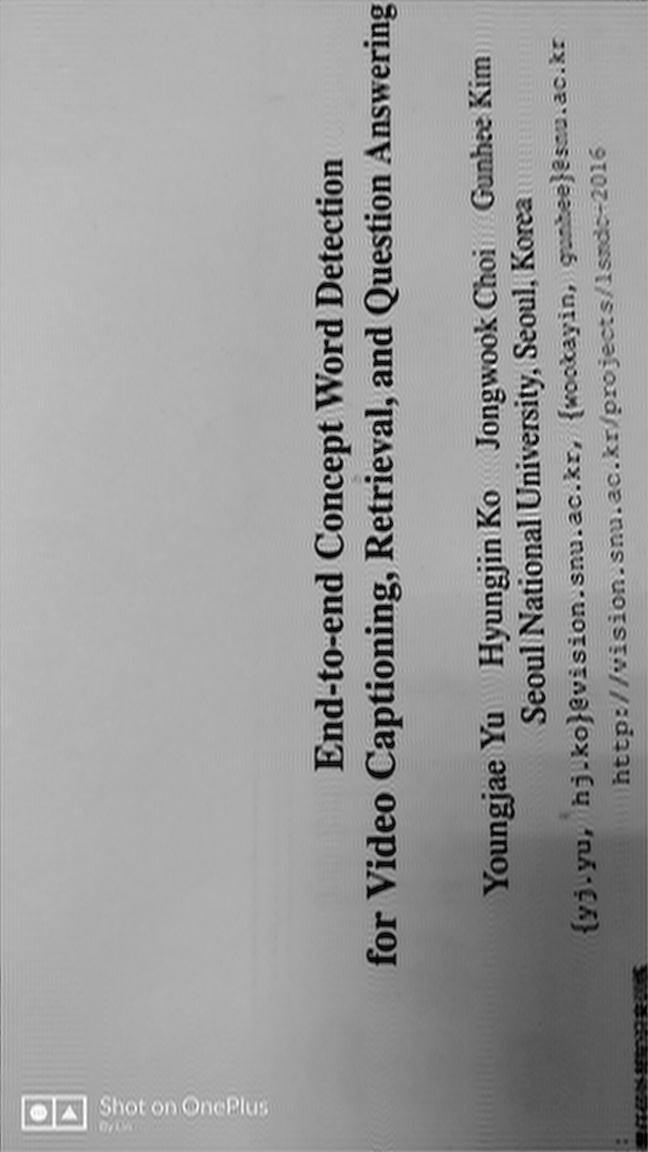 End-to-end Concept Word Detection
for Video Captioning, Retrieval, and Question Answering
Youngjae Yu Hyungjin Ko Jongwook Choi Gunhee Kim
Seoul National University, Seoul, Korea
{yj.yu, hj.ko}@vision.snu.ac.kr, {wookayin, gunhee}@snu.ac.kr
http://vision.snu.ac.kr/projects/lsmdc-2016
Shot on OnePlus
By Lin